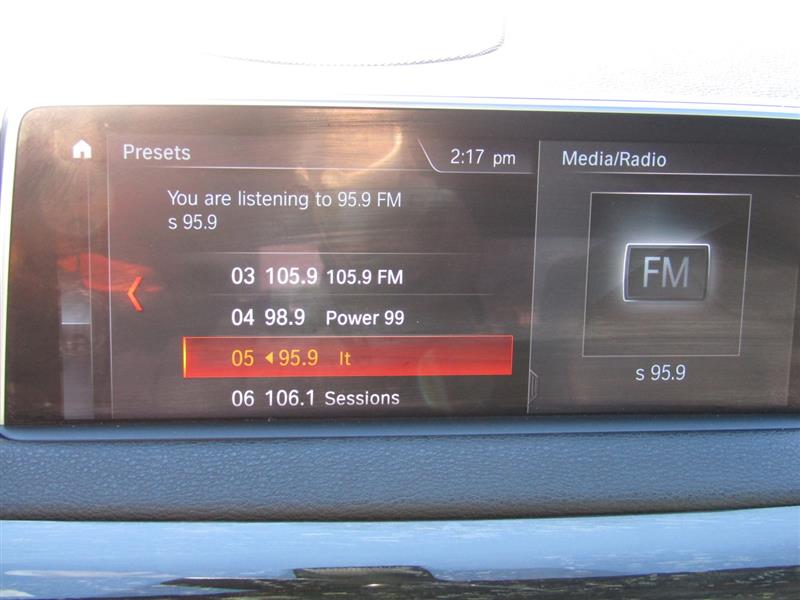 Presets
2:17 pm
Media/Radio
You are listening to 95.9 FM
s 95.9
03 105.9 105.9 FM
04 98.9 Power 99
05 ◄95.9 It
06 106.1 Sessions
FM
s 95.9